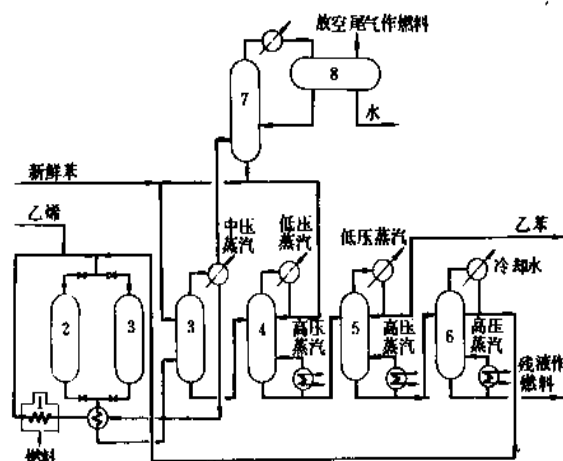 放空尾气作燃料
8
7
水
新鲜苯
乙烯
中压
蒸汽
低压
蒸汽
低压蒸汽
乙苯
冷却水
2
3
3
4
高压
蒸汽
5
高压
蒸汽
6
高压
蒸汽
残液作
燃料
1
燃料